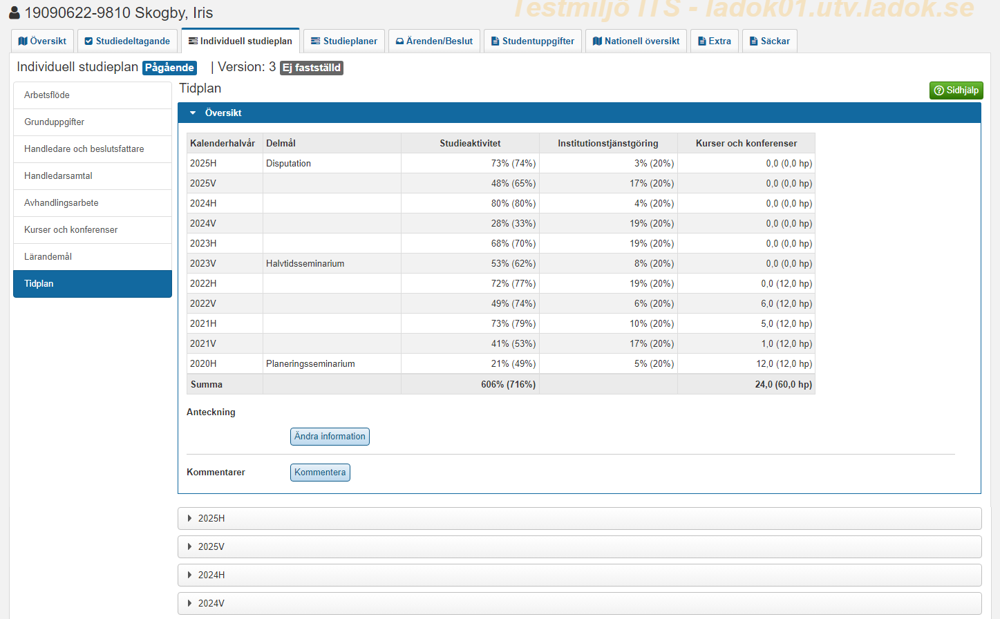 Testmiljö ITS - ladok01.utv.ladok.se
19090622-9810 Skogby, Iris
Översikt Studiedeltagande Individuell studieplan Studieplaner Ärenden/Beslut Studentuppgifter Nationell översikt Extra Säckar
Individuell studieplan Pågående | Version: 3 Ej fastställd
Arbetsflöde
Grunduppgifter
Handledare och beslutsfattare
Handledarsamtal
Avhandlingsarbete
Kurser och konferenser
Lärandemål
Tidplan
Tidplan
Sidhjälp
Översikt
Kalenderhalvår Delmål Studieaktivitet Institutionstjänstgöring Kurser och konferenser
2025H Disputation 73% (74%) 3% (20%) 0,0 (0,0 hp)
2025V 48% (65%) 17% (20%) 0,0 (0,0 hp)
2024H 80% (80%) 4% (20%) 0,0 (0,0 hp)
2024V 28% (33%) 19% (20%) 0,0 (0,0 hp)
2023H 68% (70%) 19% (20%) 0,0 (0,0 hp)
2023V Halvtidsseminarium 53% (62%) 8% (20%) 0,0 (0,0 hp)
2022H 72% (77%) 19% (20%) 0,0 (12,0 hp)
2022V 49% (74%) 6% (20%) 6,0 (12,0 hp)
2021H 73% (79%) 10% (20%) 5,0 (12,0 hp)
2021V 41% (53%) 17% (20%) 1,0 (12,0 hp)
2020H Planeringsseminarium 21% (49%) 5% (20%) 12,0 (12,0 hp)
Summa 606% (716%) 24,0 (60,0 hp)
Anteckning
Ändra information
Kommentarer Kommentera
2025H
2025V
2024H
2024V